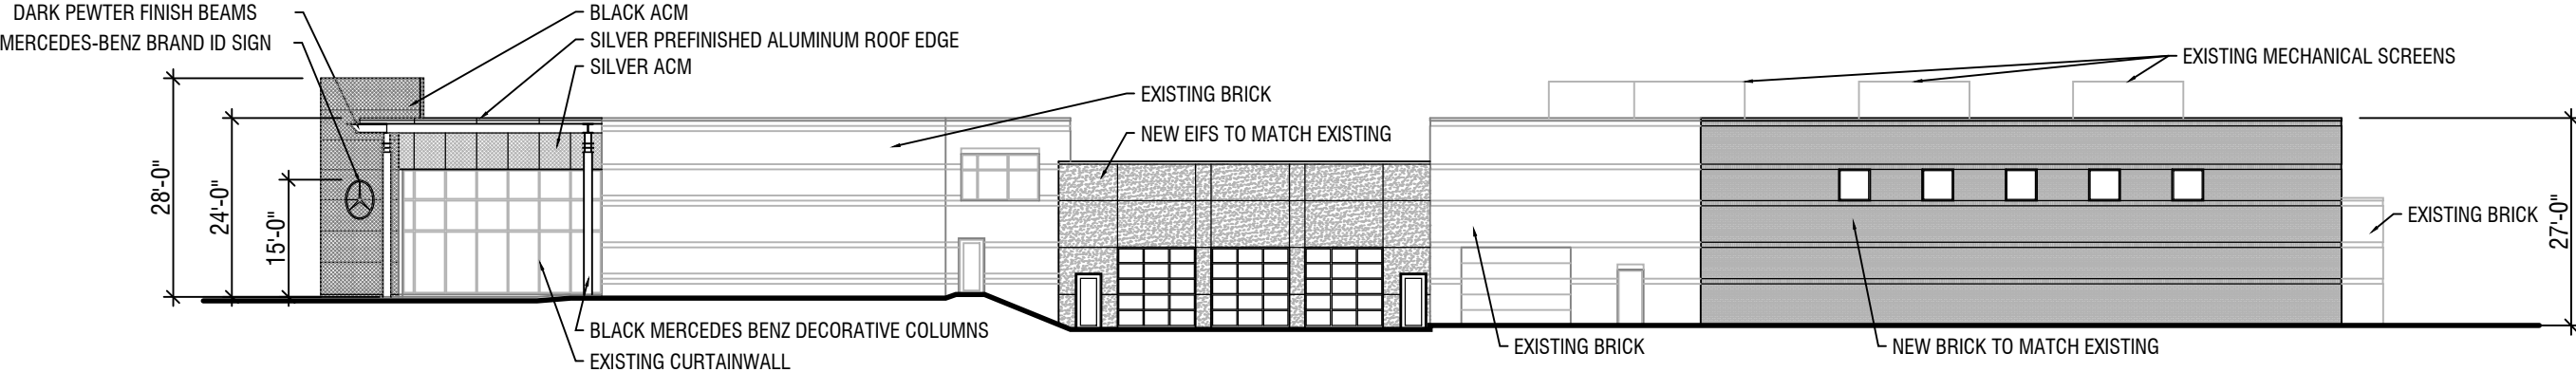 DARK PEWTER FINISH BEAMS
MERCEDES-BENZ BRAND ID SIGN
BLACK ACM
SILVER PREFINISHED ALUMINUM ROOF EDGE
SILVER ACM
EXISTING BRICK
NEW EIFS TO MATCH EXISTING
EXISTING MECHANICAL SCREENS
28'-0"
24'-0"
15'-0"
EXISTING BRICK
27'-0"
BLACK MERCEDES BENZ DECORATIVE COLUMNS
EXISTING CURTAINWALL
EXISTING BRICK
NEW BRICK TO MATCH EXISTING